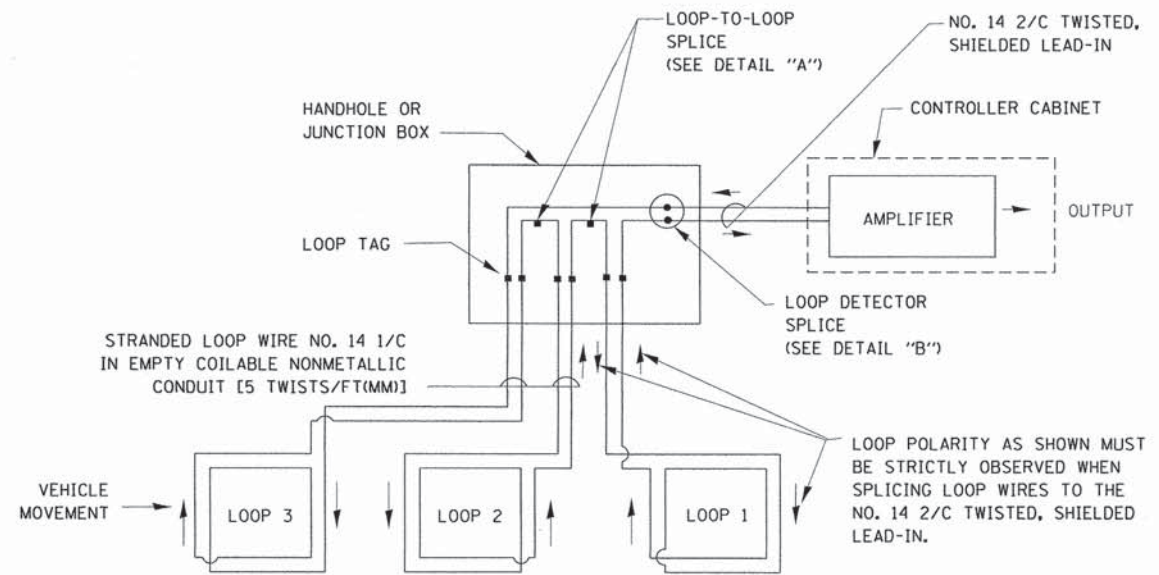 LOOP-TO-LOOP
SPLICE
(SEE DETAIL "A")
NO. 14 2/C TWISTED,
SHIELDED LEAD-IN
HANDHOLE OR
JUNCTION BOX
CONTROLLER CABINET
AMPLIFIER
OUTPUT
LOOP TAG
LOOP DETECTOR
SPLICE
(SEE DETAIL "B")
STRANDED LOOP WIRE NO. 14 1/C
IN EMPTY COILABLE NONMETALLIC
CONDUIT [5 TWISTS/FT(MM)]
LOOP POLARITY AS SHOWN MUST
BE STRICTLY OBSERVED WHEN
SPLICING LOOP WIRES TO THE
NO. 14 2/C TWISTED, SHIELDED
LEAD-IN.
VEHICLE
MOVEMENT
LOOP 3
LOOP 2
LOOP 1